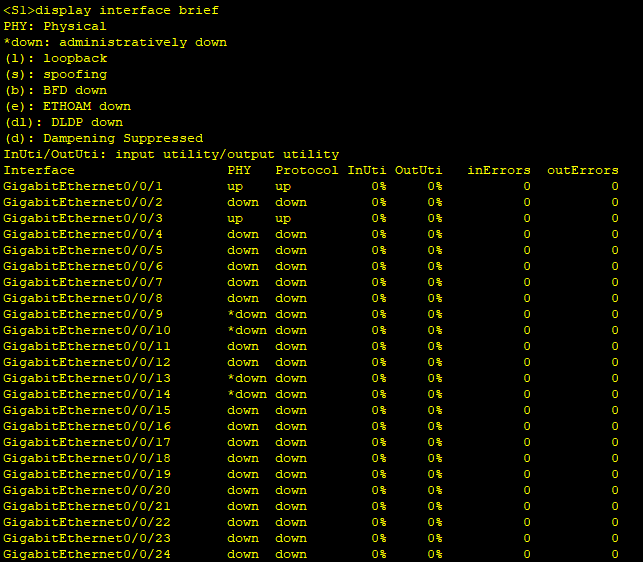 <S1>display interface brief
PHY: Physical
*down: administratively down
(l): loopback
(s): spoofing
(b): BFD down
(e): ETHOAM down
(dl): DLDP down
(d): Dampening Suppressed
InUti/OutUti: input utility/output utility
Interface                   PHY   Protocol InUti OutUti   inErrors  outErrors
GigabitEthernet0/0/1        up    up          0%     0%          0          0
GigabitEthernet0/0/2        down  down        0%     0%          0          0
GigabitEthernet0/0/3        up    up          0%     0%          0          0
GigabitEthernet0/0/4        down  down        0%     0%          0          0
GigabitEthernet0/0/5        down  down        0%     0%          0          0
GigabitEthernet0/0/6        down  down        0%     0%          0          0
GigabitEthernet0/0/7        down  down        0%     0%          0          0
GigabitEthernet0/0/8        down  down        0%     0%          0          0
GigabitEthernet0/0/9        *down down        0%     0%          0          0
GigabitEthernet0/0/10       *down down        0%     0%          0          0
GigabitEthernet0/0/11       down  down        0%     0%          0          0
GigabitEthernet0/0/12       down  down        0%     0%          0          0
GigabitEthernet0/0/13       *down down        0%     0%          0          0
GigabitEthernet0/0/14       *down down        0%     0%          0          0
GigabitEthernet0/0/15       down  down        0%     0%          0          0
GigabitEthernet0/0/16       down  down        0%     0%          0          0
GigabitEthernet0/0/17       down  down        0%     0%          0          0
GigabitEthernet0/0/18       down  down        0%     0%          0          0
GigabitEthernet0/0/19       down  down        0%     0%          0          0
GigabitEthernet0/0/20       down  down        0%     0%          0          0
GigabitEthernet0/0/21       down  down        0%     0%          0          0
GigabitEthernet0/0/22       down  down        0%     0%          0          0
GigabitEthernet0/0/23       down  down        0%     0%          0          0
GigabitEthernet0/0/24       down  down        0%     0%          0          0